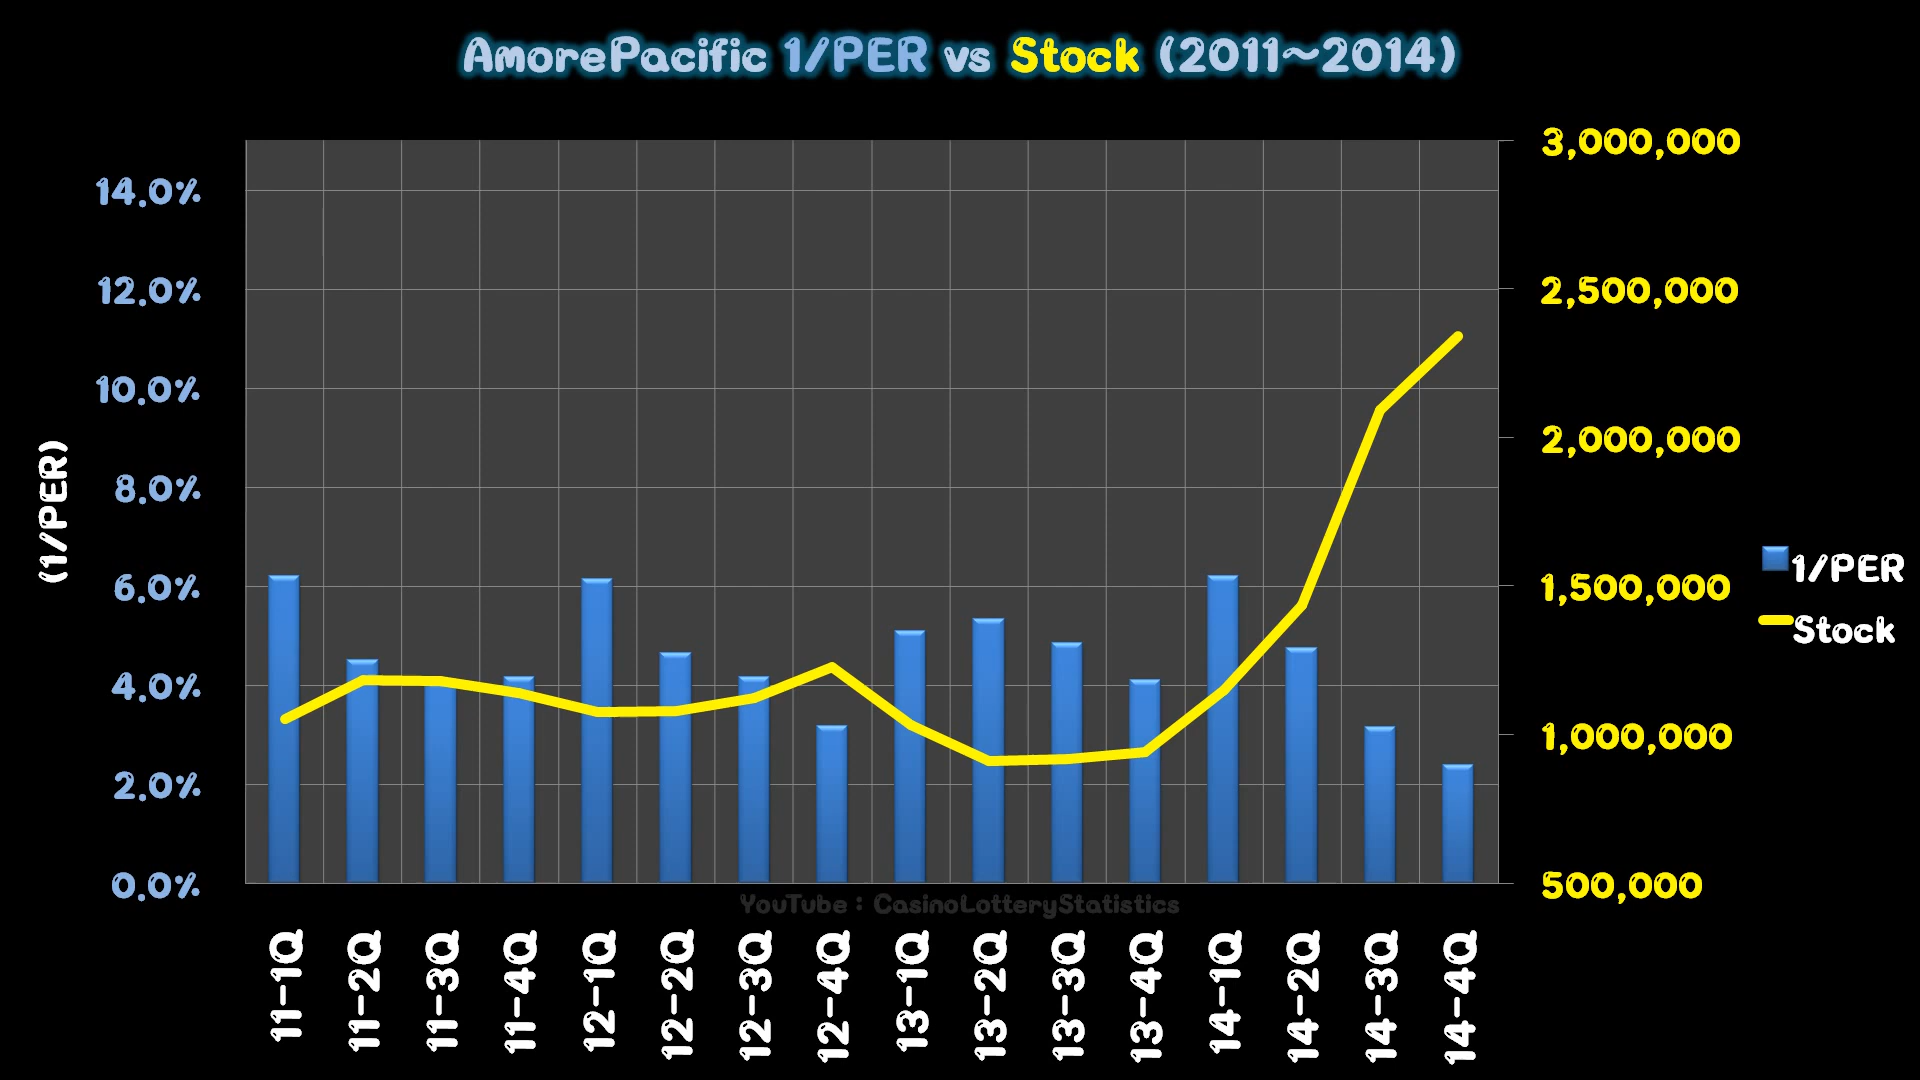 AmorePacific 1/PER vs Stock (2011~2014)
(1/PER)
14.0%
12.0%
10.0%
8.0%
6.0%
4.0%
2.0%
0.0%
3,000,000
2,500,000
2,000,000
1,500,000
1,000,000
500,000
1/PER
Stock
YouTube : CasinoLotteryStatistics
11-1Q
11-2Q
11-3Q
11-4Q
12-1Q
12-2Q
12-3Q
12-4Q
13-1Q
13-2Q
13-3Q
13-4Q
14-1Q
14-2Q
14-3Q
14-4Q